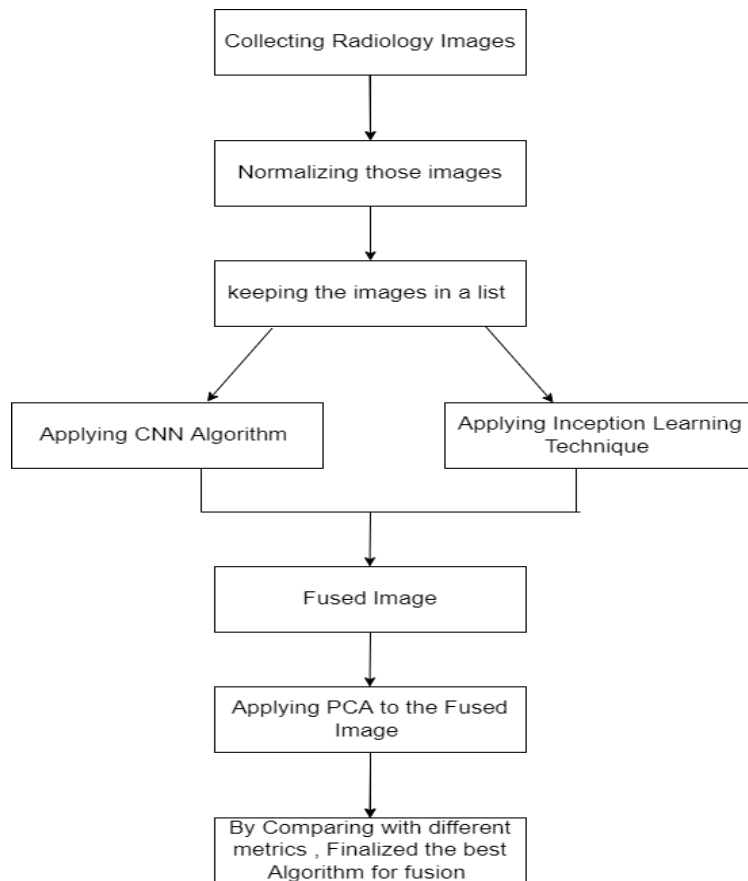 Collecting Radiology Images
Normalizing those images
keeping the images in a list
Applying CNN Algorithm
Applying Inception Learning
Technique
Fused Image
Applying PCA to the Fused
Image
By Comparing with different
metrics , Finalized the best
Algorithm for fusion